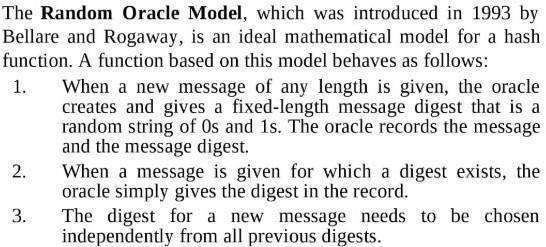 The Random Oracle Model, which was introduced in 1993 by
Bellare and Rogaway, is an ideal mathematical model for a hash
function. A function based on this model behaves as follows:
1. When a new message of any length is given, the oracle
creates and gives a fixed-length message digest that is a
random string of 0s and 1s. The oracle records the message
and the message digest.
2. When a message is given for which a digest exists, the
oracle simply gives the digest in the record.
3. The digest for a new message needs to be chosen
independently from all previous digests.